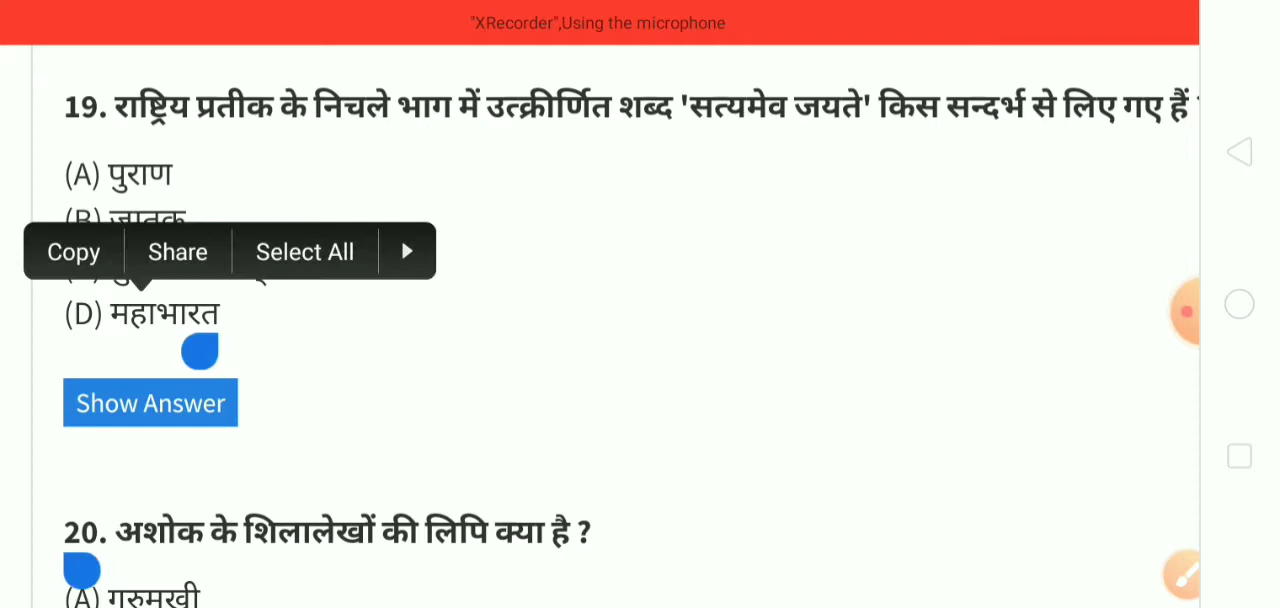 "XRecorder",Using the microphone
19. राष्ट्रिय प्रतीक के निचले भाग में उत्क्रीर्णित शब्द 'सत्यमेव जयते' किस सन्दर्भ से लिए गए हैं
(A) पुराण
(B) जातक
Copy Share Select All
(D) महाभारत
Show Answer
20. अशोक के शिलालेखों की लिपि क्या है ?
(A) गुरुमुखी